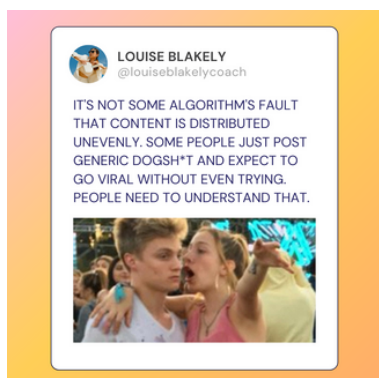 LOUISE BLAKELY
@louiseblakelycoach
IT'S NOT SOME ALGORITHM'S FAULT
THAT CONTENT IS DISTRIBUTED
UNEVENLY. SOME PEOPLE JUST POST
GENERIC DOGSH*T AND EXPECT TO
GO VIRAL WITHOUT EVEN TRYING.
PEOPLE NEED TO UNDERSTAND THAT.